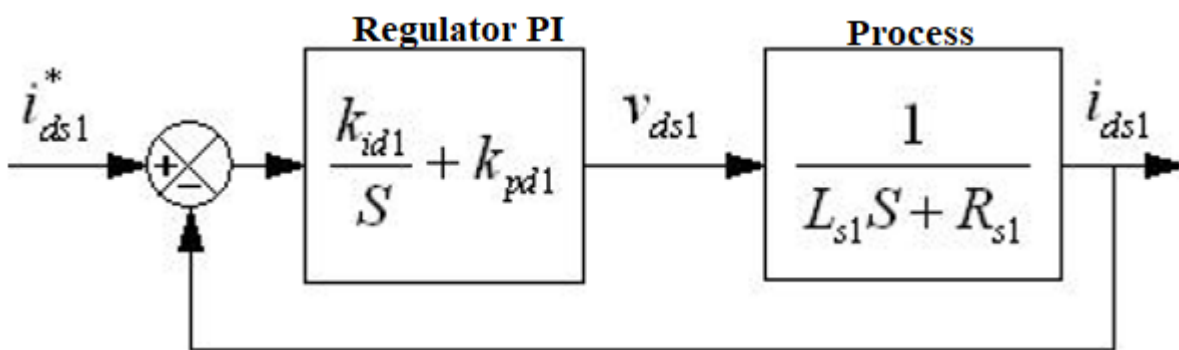 Regulator PI
Process
i*ds1
+
−
kid1/S + kpd1
vds1
1/(Ls1S + Rs1)
ids1